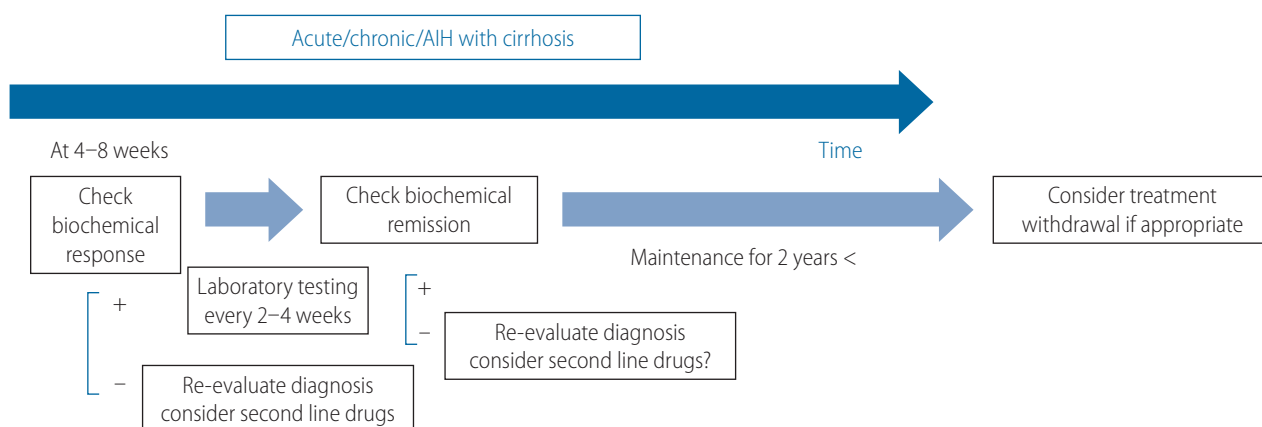 Acute/chronic/AIH with cirrhosis
Time
At 4–8 weeks
Check
biochemical
response
Check biochemical
remission
Consider treatment
withdrawal if appropriate
Maintenance for 2 years <
Laboratory testing
every 2–4 weeks
+
–
Re-evaluate diagnosis
consider second line drugs
+
–
Re-evaluate diagnosis
consider second line drugs?